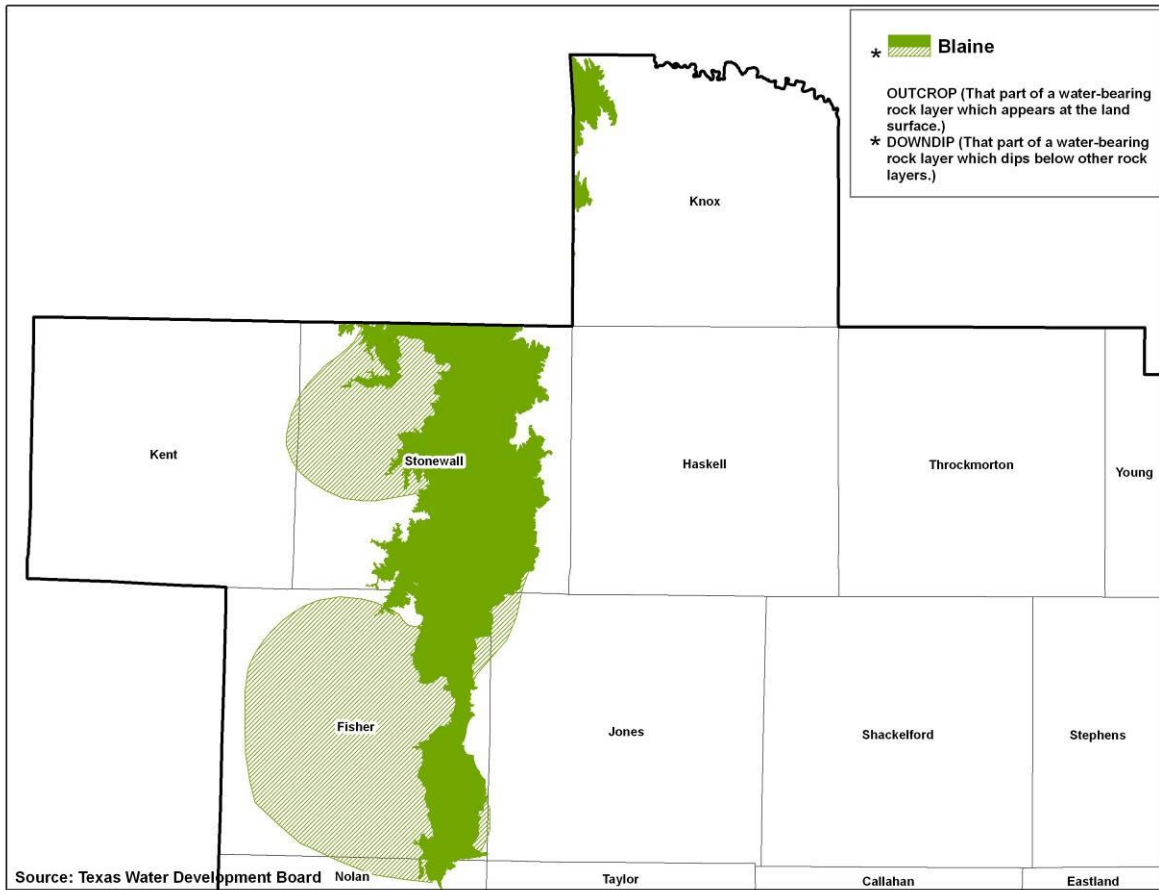 * Blaine
OUTCROP (That part of a water-bearing
rock layer which appears at the land
surface.)
* DOWNDIP (That part of a water-bearing
rock layer which dips below other rock
layers.)
Knox
Kent
Stonewall
Haskell
Throckmorton
Young
Fisher
Jones
Shackelford
Stephens
Source: Texas Water Development Board
Nolan
Taylor
Callahan
Eastland